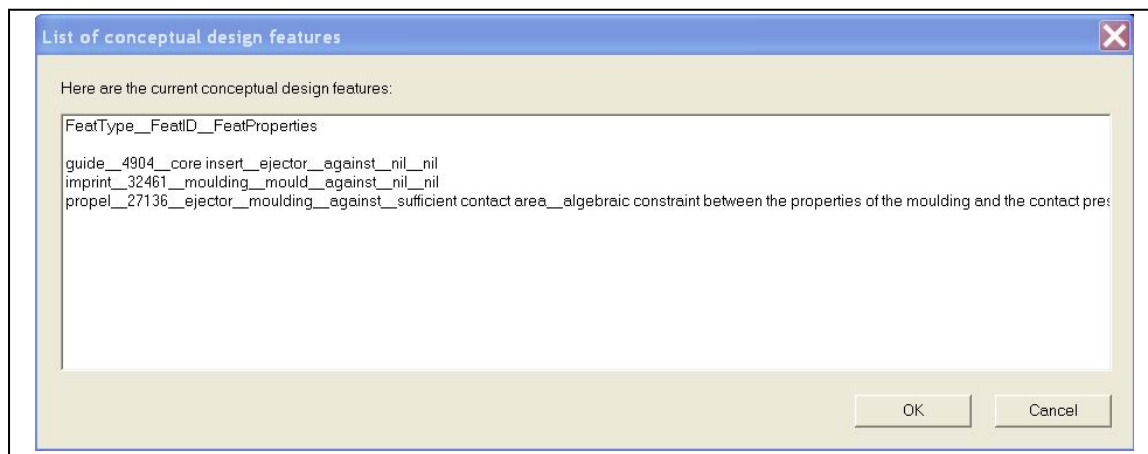 List of conceptual design features
Here are the current conceptual design features:
FeatType__FeatID__FeatProperties
guide__4904__core insert__ejector__against__nil__nil
imprint__32461__moulding__mould__against__nil__nil
propel__27136__ejector__moulding__against__sufficient contact area__algebraic constraint between the properties of the moulding and the contact pres
OK
Cancel